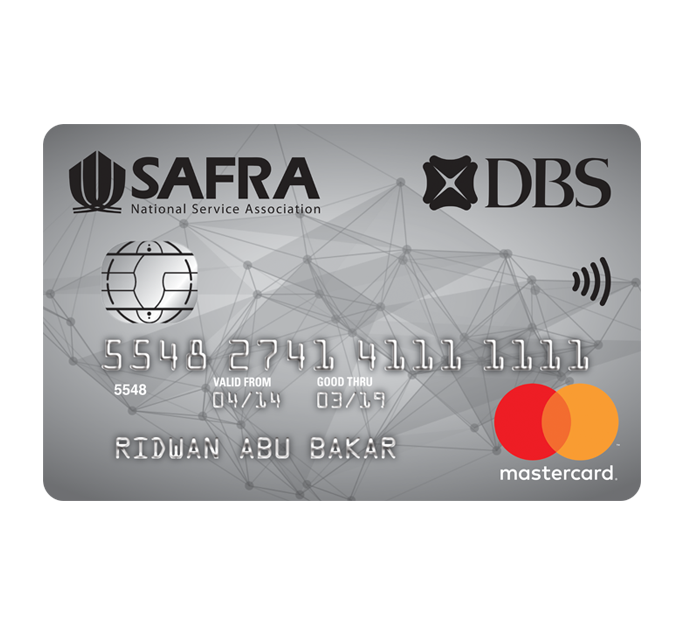 SAFRA
National Service Association
DBS
5548 2741 4111 1111
5548
VALID FROM
GOOD THRU
04/14
03/19
RIDWAN ABU BAKAR
mastercard.